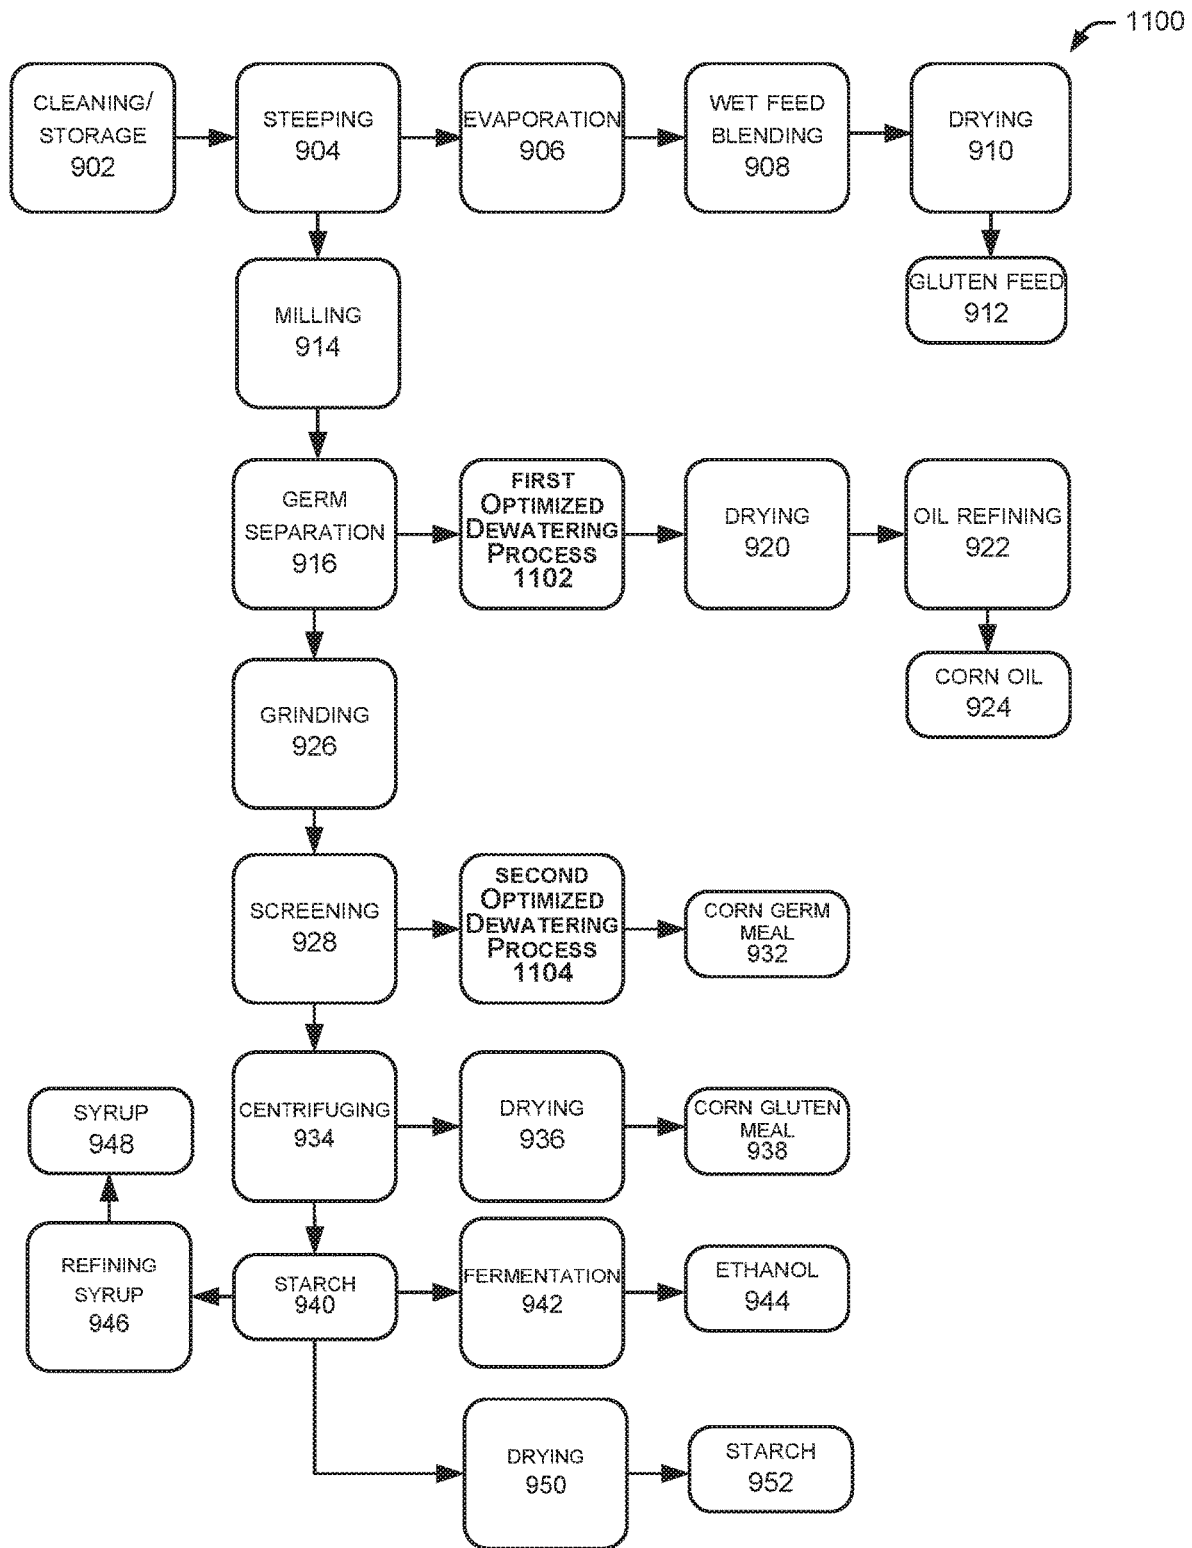 1100
CLEANING/
STORAGE
902
STEEPING
904
EVAPORATION
906
WET FEED
BLENDING
908
DRYING
910
GLUTEN FEED
912
MILLING
914
GERM
SEPARATION
916
FIRST
OPTIMIZED
DEWATERING
PROCESS
1102
DRYING
920
OIL REFINING
922
CORN OIL
924
GRINDING
926
SCREENING
928
SECOND
OPTIMIZED
DEWATERING
PROCESS
1104
CORN GERM
MEAL
932
CENTRIFUGING
934
DRYING
936
CORN GLUTEN
MEAL
938
SYRUP
948
REFINING
SYRUP
946
STARCH
940
FERMENTATION
942
ETHANOL
944
DRYING
950
STARCH
952